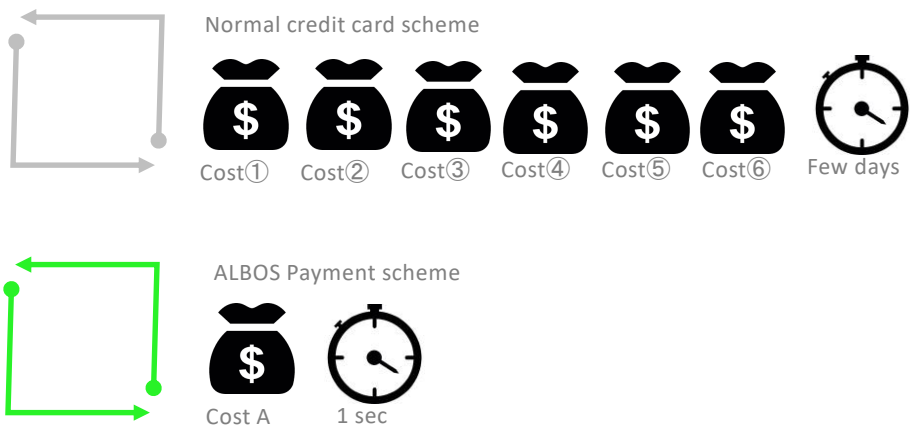 Normal credit card scheme
$ $ $ $ $ $
Cost① Cost② Cost③ Cost④ Cost⑤ Cost⑥ Few days
ALBOS Payment scheme
$
Cost A 1 sec